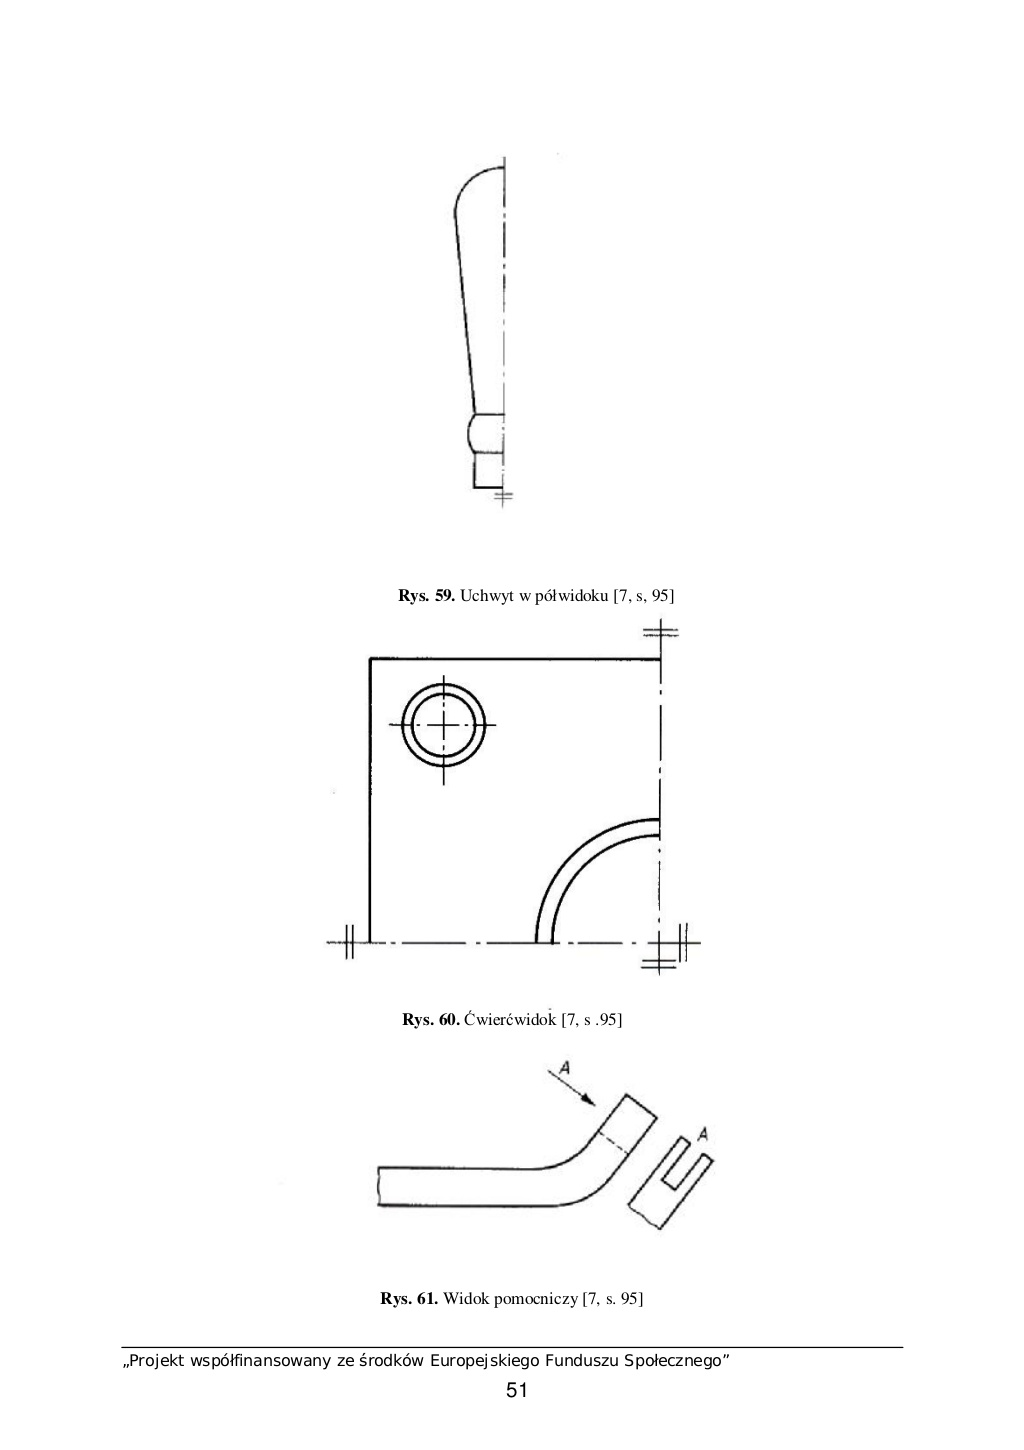 Rys. 59. Uchwyt w półwidoku [7, s, 95]
Rys. 60. Ćwierćwidok [7, s .95]
A
A
Rys. 61. Widok pomocniczy [7, s. 95]
„Projekt współfinansowany ze środków Europejskiego Funduszu Społecznego”
51